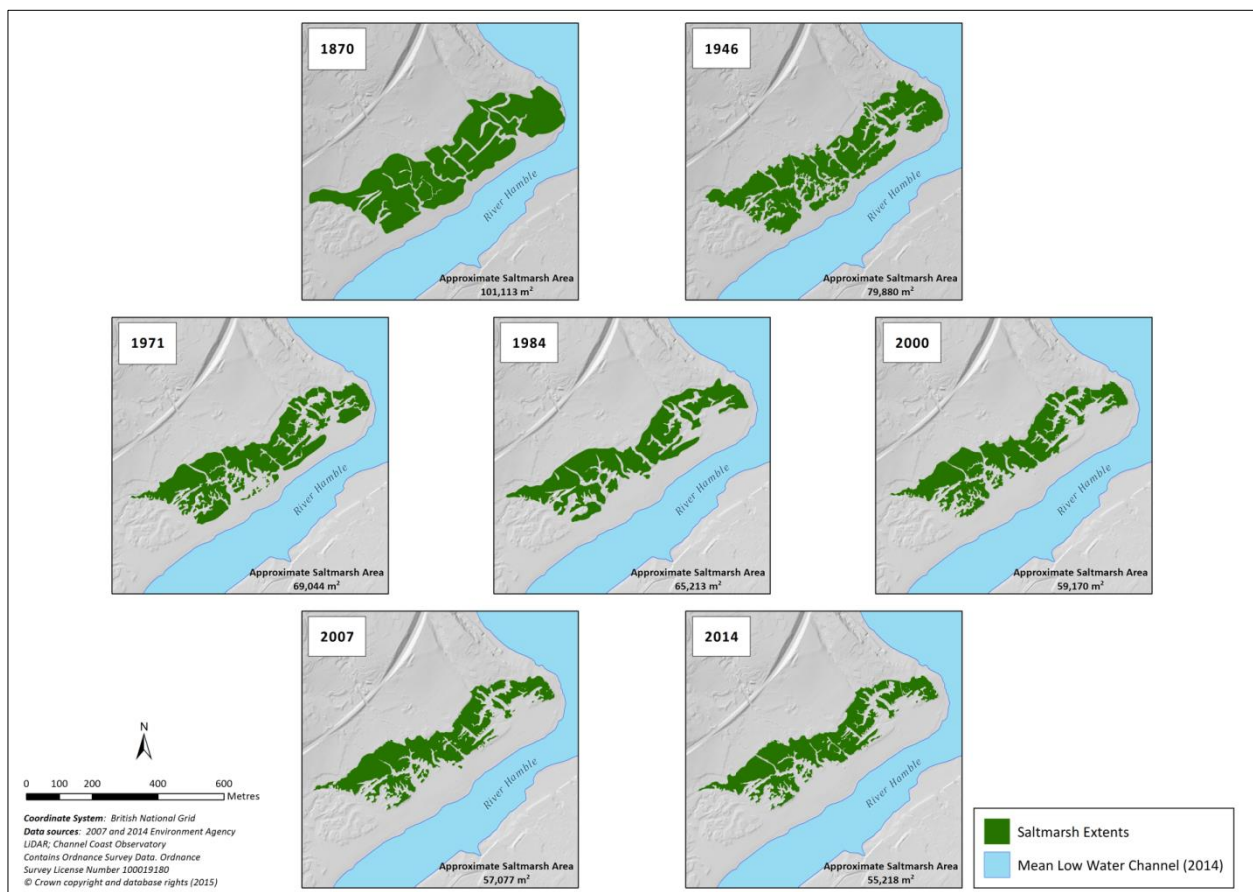 1870
River Hamble
Approximate Saltmarsh Area
101,113 m²
1946
River Hamble
Approximate Saltmarsh Area
79,880 m²
1971
River Hamble
Approximate Saltmarsh Area
69,044 m²
1984
River Hamble
Approximate Saltmarsh Area
65,213 m²
2000
River Hamble
Approximate Saltmarsh Area
59,170 m²
2007
River Hamble
Approximate Saltmarsh Area
57,077 m²
2014
River Hamble
Approximate Saltmarsh Area
55,218 m²
N
0 100 200 400 600
Metres
Coordinate System: British National Grid
Data sources: 2007 and 2014 Environment Agency
LiDAR; Channel Coast Observatory
Contains Ordnance Survey Data. Ordnance
Survey License Number 100019180
© Crown copyright and database rights (2015)
Saltmarsh Extents
Mean Low Water Channel (2014)